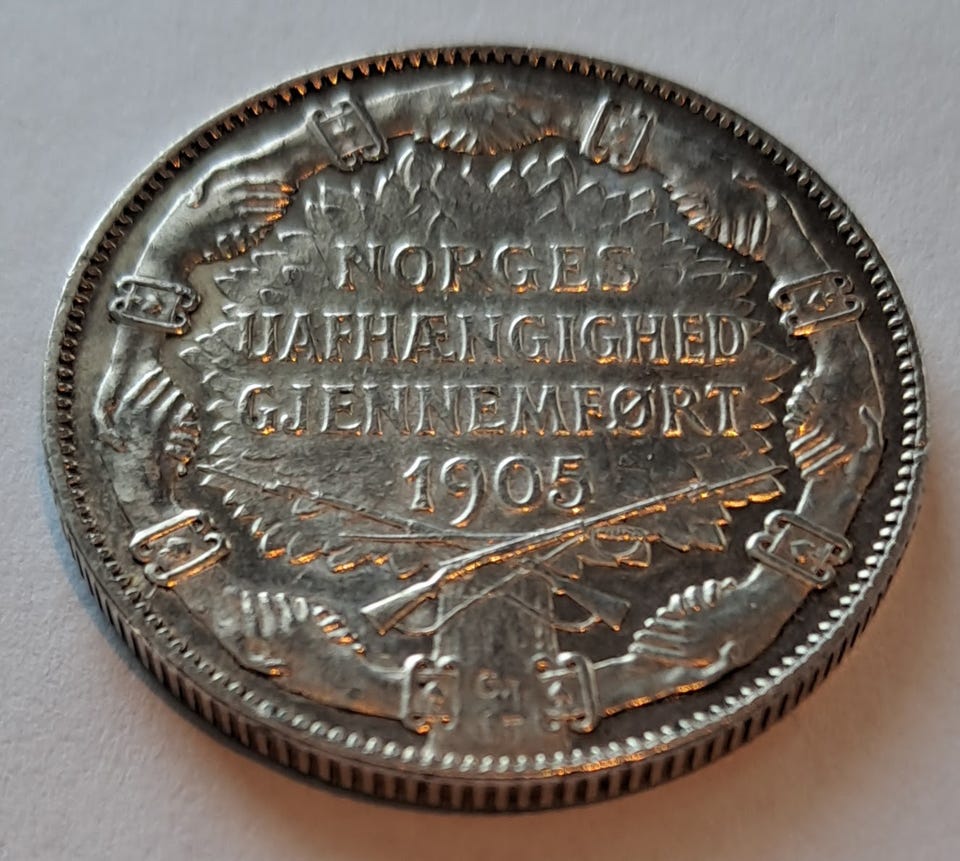 NORGES
UAFHÆNGIGHED
GJENNEMFØRT
1905